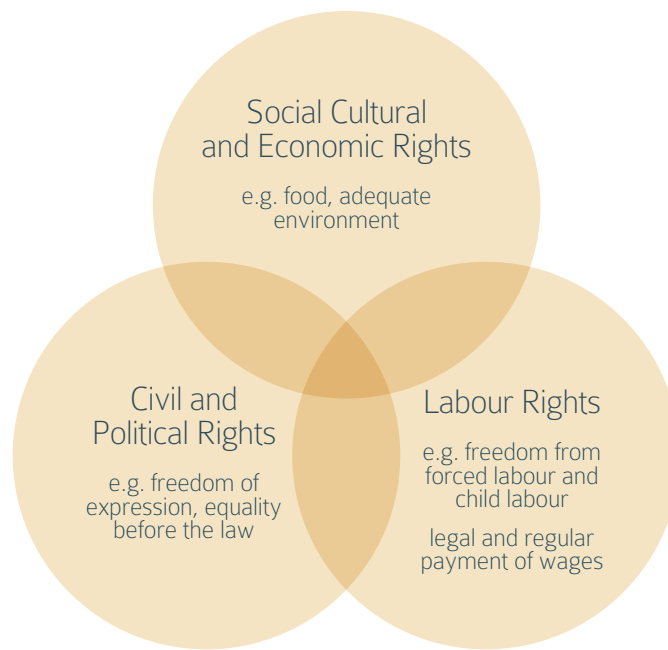 Social Cultural
and Economic Rights
e.g. food, adequate
environment
Civil and
Political Rights
e.g. freedom of
expression, equality
before the law
Labour Rights
e.g. freedom from
forced labour and
child labour
legal and regular
payment of wages